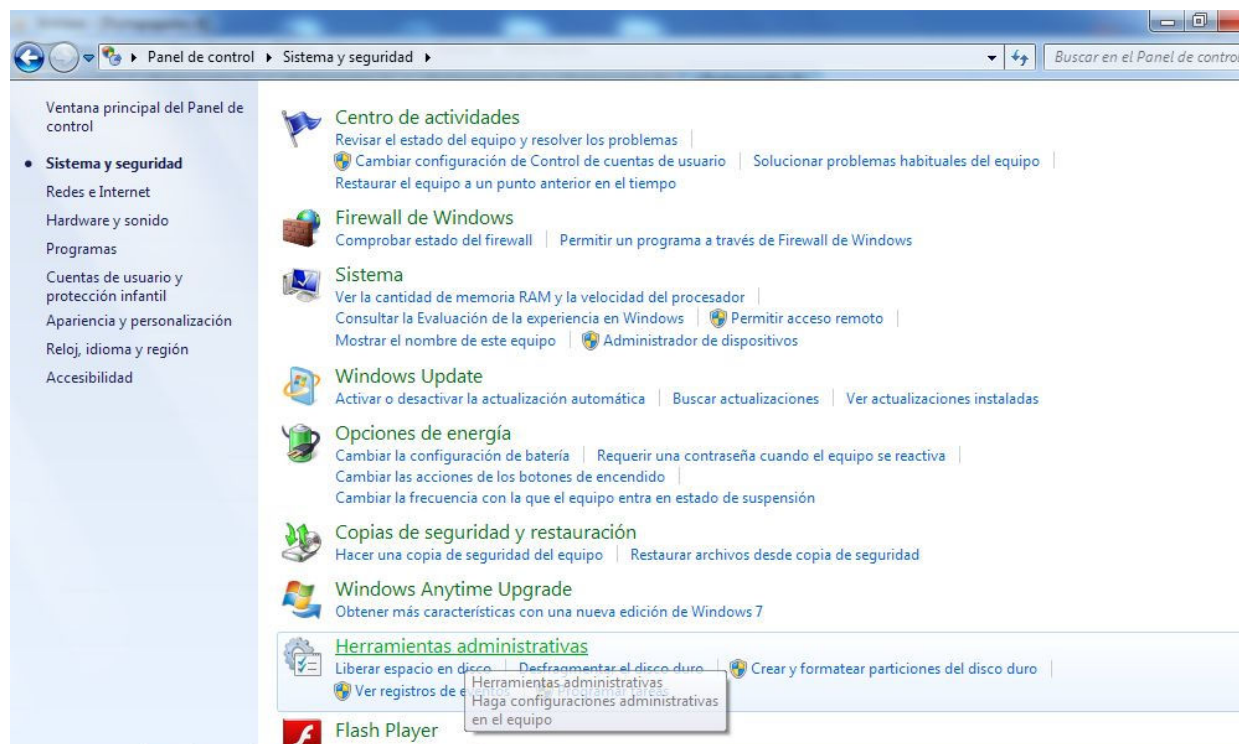 Panel de control ▸ Sistema y seguridad ▸
Buscar en el Panel de control
Ventana principal del Panel de
control
Sistema y seguridad
Redes e Internet
Hardware y sonido
Programas
Cuentas de usuario y
protección infantil
Apariencia y personalización
Reloj, idioma y región
Accesibilidad
Centro de actividades
Revisar el estado del equipo y resolver los problemas
Cambiar configuración de Control de cuentas de usuario | Solucionar problemas habituales del equipo
Restaurar el equipo a un punto anterior en el tiempo
Firewall de Windows
Comprobar estado del firewall | Permitir un programa a través de Firewall de Windows
Sistema
Ver la cantidad de memoria RAM y la velocidad del procesador
Consultar la Evaluación de la experiencia en Windows | Permitir acceso remoto
Mostrar el nombre de este equipo | Administrador de dispositivos
Windows Update
Activar o desactivar la actualización automática | Buscar actualizaciones | Ver actualizaciones instaladas
Opciones de energía
Cambiar la configuración de batería | Requerir una contraseña cuando el equipo se reactiva
Cambiar las acciones de los botones de encendido
Cambiar la frecuencia con la que el equipo entra en estado de suspensión
Copias de seguridad y restauración
Hacer una copia de seguridad del equipo | Restaurar archivos desde copia de seguridad
Windows Anytime Upgrade
Obtener más características con una nueva edición de Windows 7
Herramientas administrativas
Liberar espacio en disco | Desfragmentar el disco duro | Crear y formatear particiones del disco duro
Ver registros de eventos | Programar tareas
Herramientas administrativas
Haga configuraciones administrativas
en el equipo
Flash Player